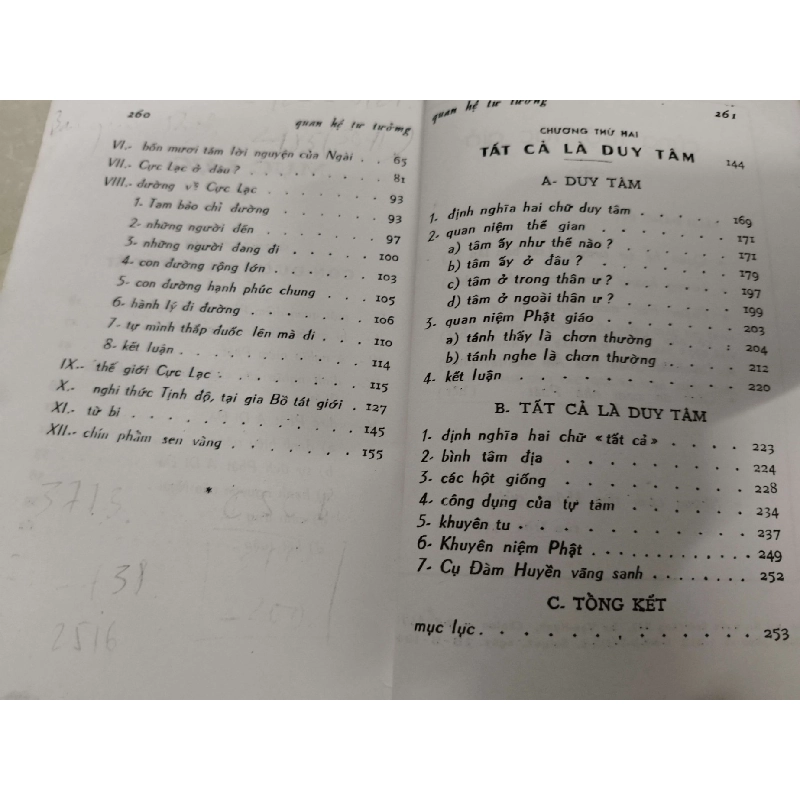 260
quan hệ tư tưởng
VI.- bốn mươi tám lời nguyện của Ngài . . 65
VII.- Cực Lạc ở đâu ? . . . . . . 81
VIII.- đường về Cực Lạc . . . . . . 93
1- Tam bảo chỉ đường . . . . . . 93
2- những người đến . . . . . . 97
3- những người đang đi . . . . . 100
4- con đường rộng lớn . . . . . 103
5- con đường hạnh phúc chung . . . 105
6- hành lý đi đường . . . . . . 106
7- tự mình thắp đuốc lên mà đi . . . 110
8- kết luận . . . . . . . . 114
IX.- thế giới Cực Lạc . . . . . . 115
X.- nghi thức Tịnh độ, tại gia Bồ tát giới . 127
XI.- từ bi . . . . . . . . . 145
XII.- chín phẩm sen vàng . . . . . . 155
*
3715
38
2516
quan hệ tư tưởng
261
CHƯƠNG THỨ HAI
TẤT CẢ LÀ DUY TÂM 144
A- DUY TÂM
1. định nghĩa hai chữ duy tâm . . . . . 169
2- quan niệm thế gian . . . . . . 171
a) tâm ấy như thế nào ? . . . . . 171
b) tâm ấy ở đâu ? . . . . . . 179
c) tâm ở trong thân ư ? . . . . . 197
d) tâm ở ngoài thân ư ? . . . . . 199
3- quan niệm Phật giáo . . . . . . 203
a) tánh thấy là chơn thường . . . . 204
b) tánh nghe là chơn thường . . . . 212
4- kết luận . . . . . . . . . 220
B. TẤT CẢ LÀ DUY TÂM
1- định nghĩa hai chữ «tất cả» . . . . 223
2- bình tâm địa . . . . . . . . 224
3- các hột giống . . . . . . . . 228
4- công dụng của tự tâm . . . . . . 234
5- khuyên tu . . . . . . . . . 237
6- Khuyên niệm Phật . . . . . . . 249
7- Cụ Đàm Huyền vãng sanh . . . . . 252
C- TỔNG KẾT
mục lục . . . . . . . . . . 253